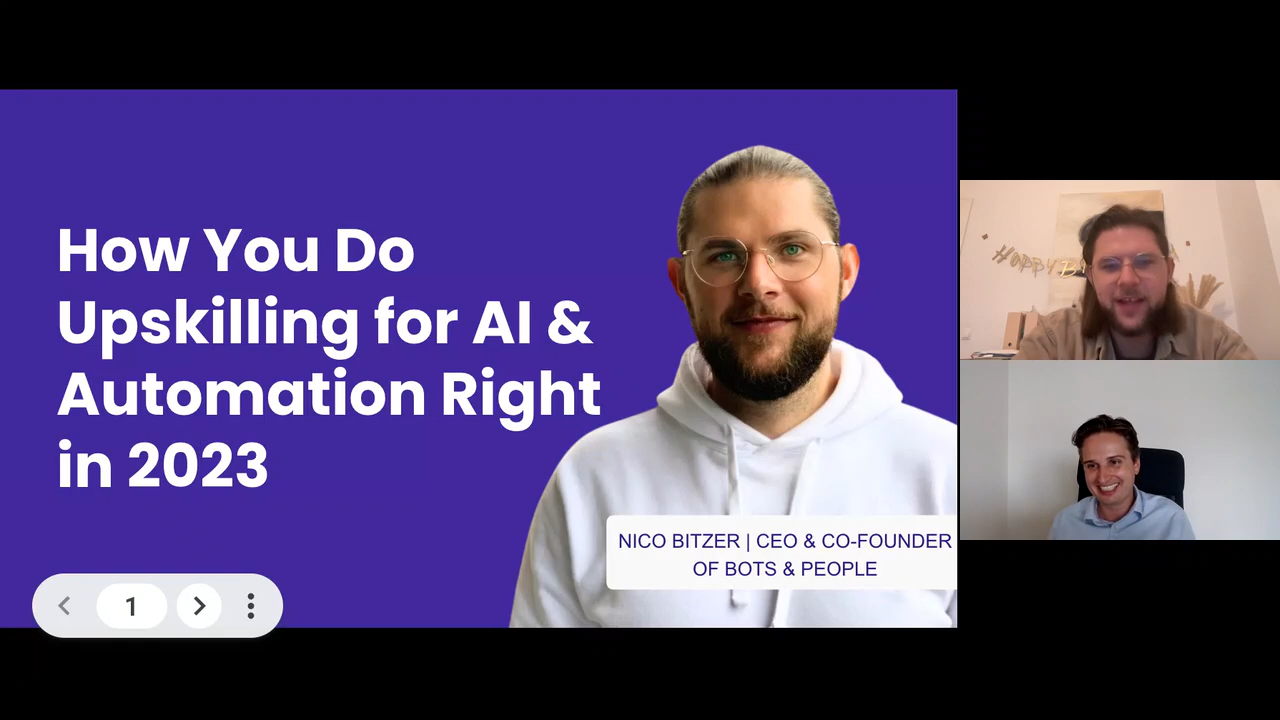 How You Do
Upskilling for AI &
Automation Right
in 2023
NICO BITZER | CEO & CO-FOUNDER
OF BOTS & PEOPLE
1
HAPPY B